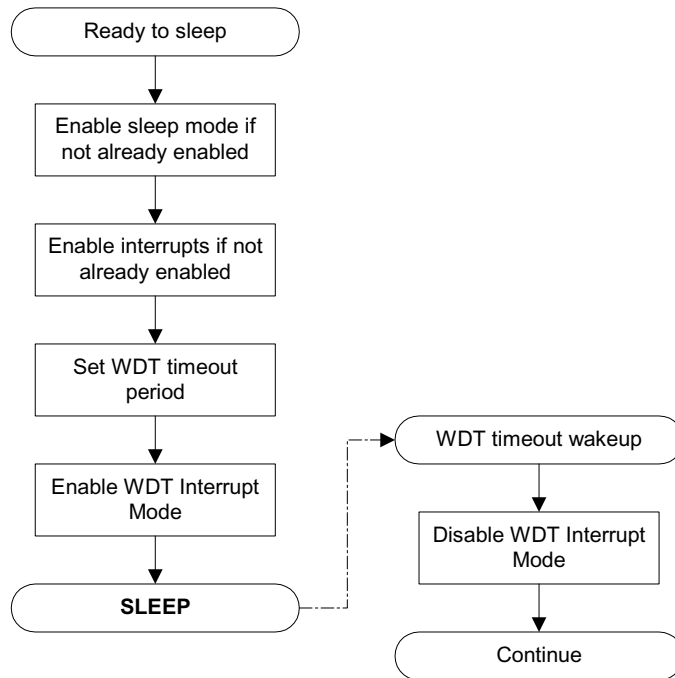 Ready to sleep
Enable sleep mode if
not already enabled
Enable interrupts if not
already enabled
Set WDT timeout
period
Enable WDT Interrupt
Mode
SLEEP
WDT timeout wakeup
Disable WDT Interrupt
Mode
Continue